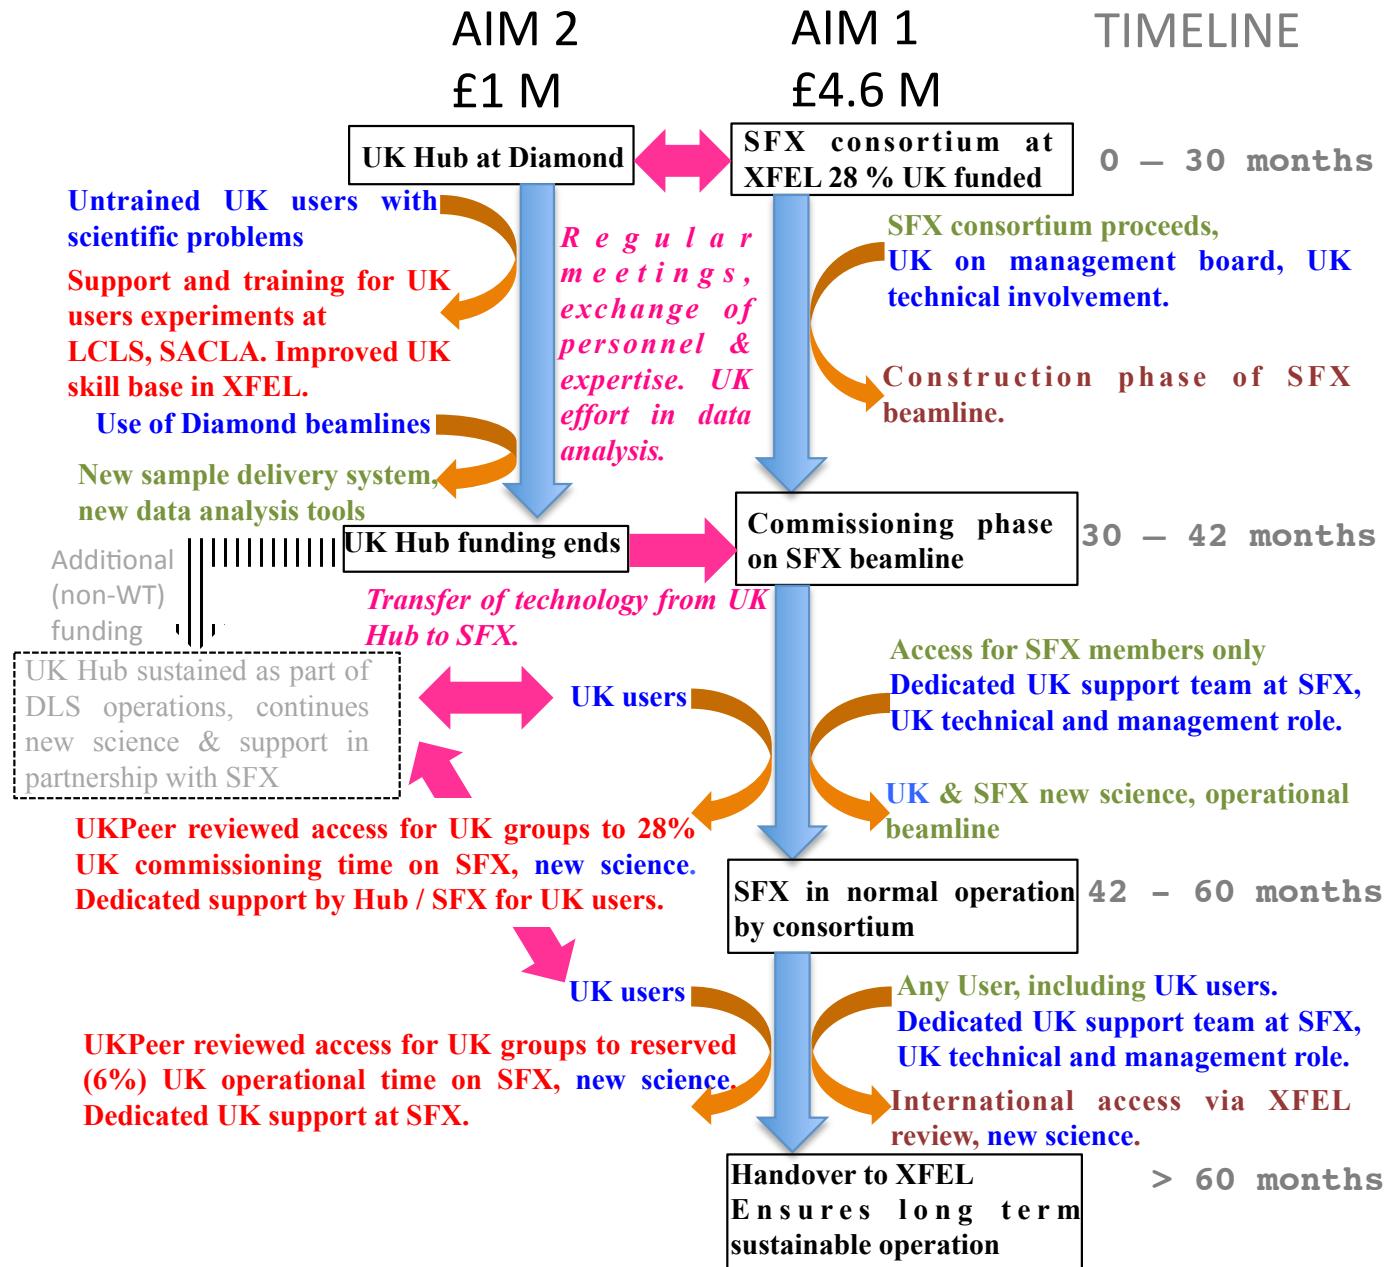 AIM 2
£1 M
AIM 1
£4.6 M
TIMELINE
UK Hub at Diamond
SFX consortium at
XFEL 28 % UK funded
0 – 30 months
Untrained UK users with
scientific problems
Support and training for UK
users experiments at
LCLS, SACLA. Improved UK
skill base in XFEL.
Use of Diamond beamlines
New sample delivery system,
new data analysis tools
Regular
meetings,
exchange of
personnel &
expertise. UK
effort in data
analysis.
SFX consortium proceeds,
UK on management board, UK
technical involvement.
Construction phase of SFX
beamline.
UK Hub funding ends
Commissioning phase
on SFX beamline
30 – 42 months
Additional
(non-WT)
funding
Transfer of technology from UK
Hub to SFX.
UK Hub sustained as part of
DLS operations, continues
new science & support in
partnership with SFX
UK users
Access for SFX members only
Dedicated UK support team at SFX,
UK technical and management role.
UK & SFX new science, operational
beamline
UKPeer reviewed access for UK groups to 28%
UK commissioning time on SFX, new science.
Dedicated support by Hub / SFX for UK users.
SFX in normal operation
by consortium
42 – 60 months
UK users
Any User, including UK users.
Dedicated UK support team at SFX,
UK technical and management role.
UKPeer reviewed access for UK groups to reserved
(6%) UK operational time on SFX, new science.
Dedicated UK support at SFX.
International access via XFEL
review, new science.
Handover to XFEL
Ensures long term
sustainable operation
> 60 months